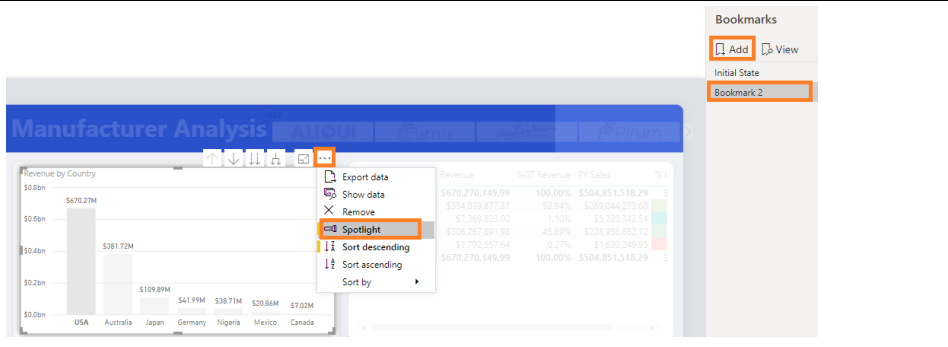 Bookmarks
Add View
Initial State
Bookmark 2
Manufacturer Analysis ALIQUI Currus natura Pirum
Revenue by Country
$0.8bn
$0.6bn
$0.4bn
$0.2bn
$0.0bn
$670.27M
$381.72M
$109.89M
$41.99M
$38.71M
$20.86M
$7.02M
USA Australia Japan Germany Nigeria Mexico Canada
Export data
Show data
Remove
Spotlight
Sort descending
Sort ascending
Sort by
Revenue %GT Revenue PY Sales
$670,270,149.99 100.00% $504,851,518.29
$354,839,877.37 52.94% $269,044,273.68
$7,369,823.00 1.10% $5,220,342.54
$306,267,891.98 45.69% $228,956,652.12
$1,792,557.64 0.27% $1,630,249.95
$670,270,149.99 100.00% $504,851,518.29